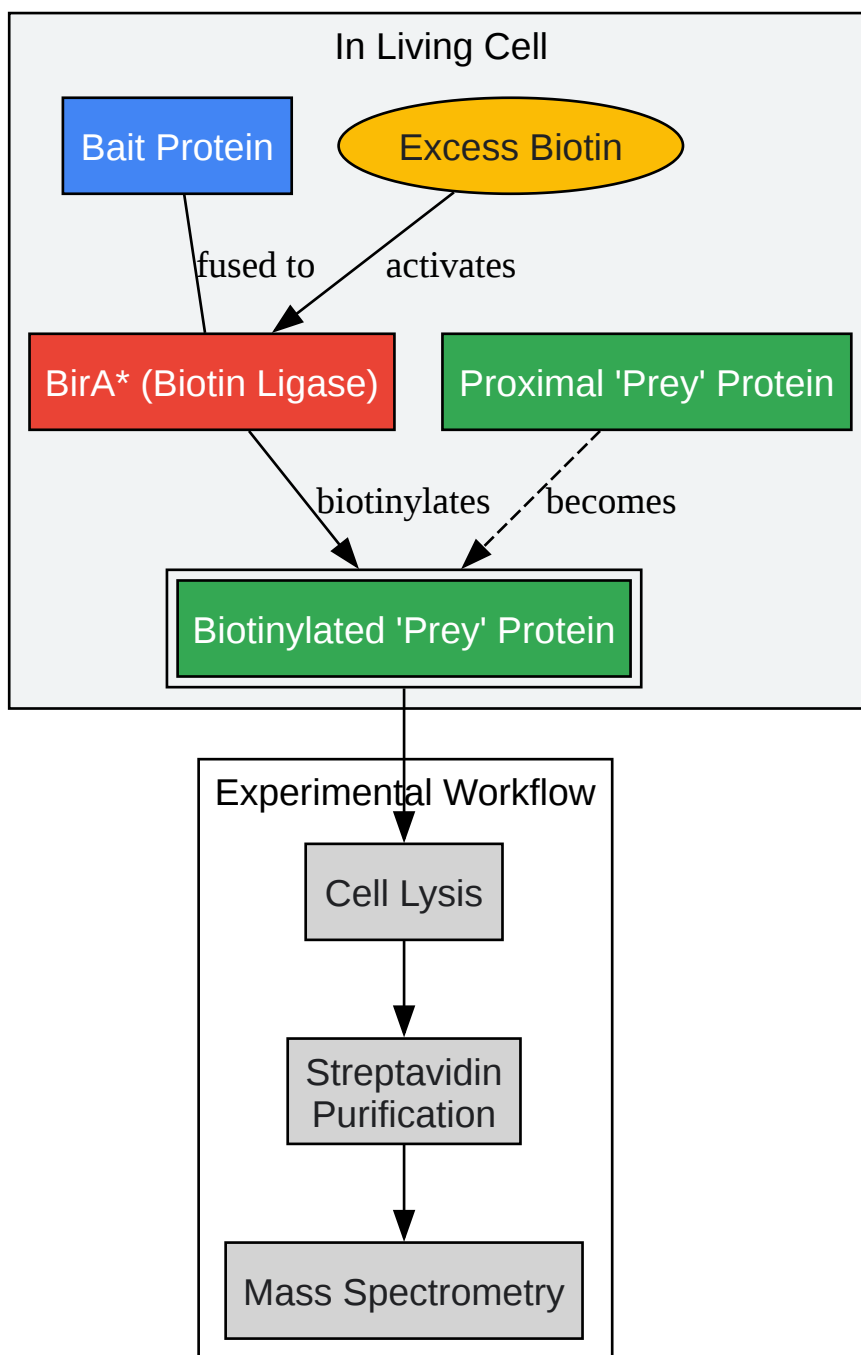 In Living Cell
Bait Protein
Excess Biotin
fused to
activates
BirA* (Biotin Ligase)
Proximal 'Prey' Protein
biotinylates
becomes
Biotinylated 'Prey' Protein
Experimental Workflow
Cell Lysis
Streptavidin
Purification
Mass Spectrometry